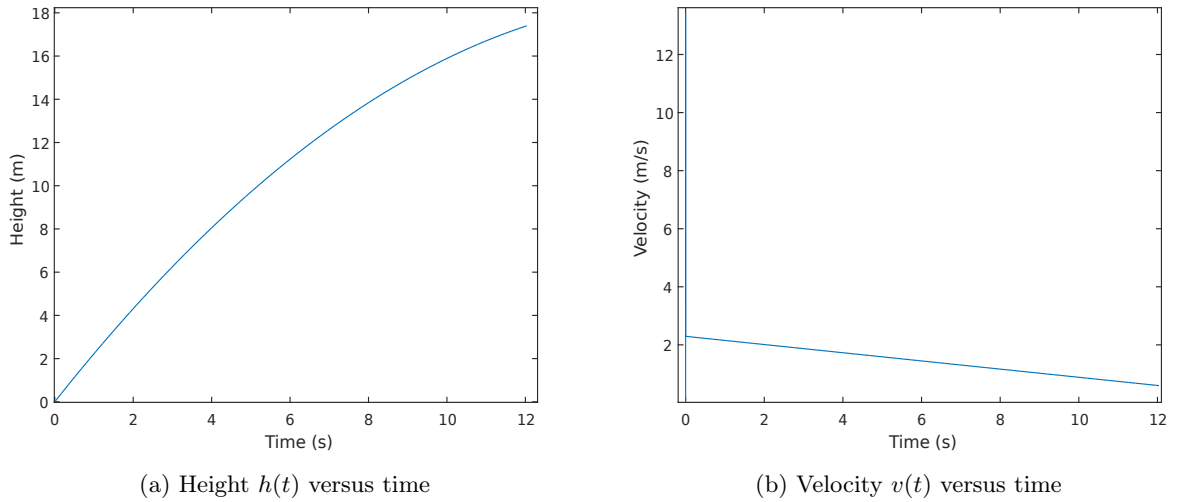 18
16
14
12
10
8
6
4
2
0
Height (m)
0 2 4 6 8 10 12
Time (s)
(a) Height h(t) versus time
12
10
8
6
4
2
Velocity (m/s)
0 2 4 6 8 10 12
Time (s)
(b) Velocity v(t) versus time